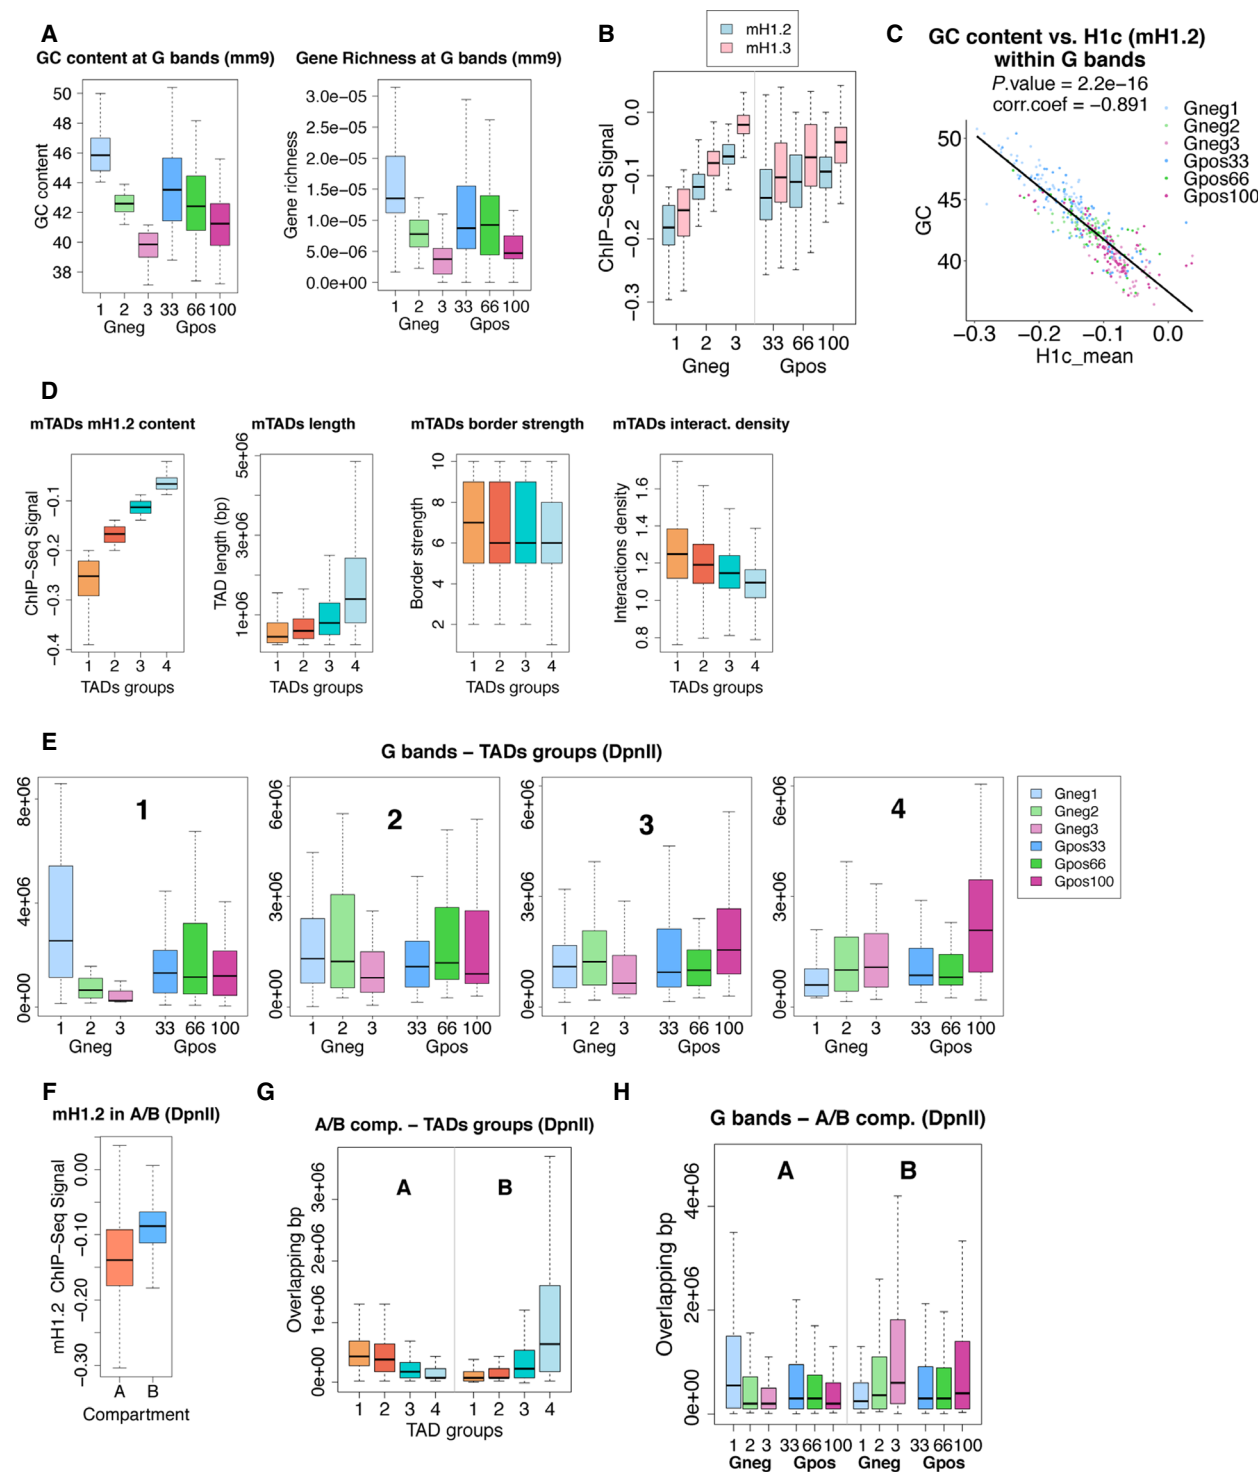 A
GC content at G bands (mm9)
GC content
50
48
46
44
42
40
38
1 2 3 33 66 100
Gneg Gpos
Gene Richness at G bands (mm9)
Gene richness
3.0e−05
2.5e−05
2.0e−05
1.5e−05
1.0e−05
5.0e−06
0.0e+00
1 2 3 33 66 100
Gneg Gpos
B
mH1.2
mH1.3
ChIP−Seq Signal
0.0
−0.1
−0.2
−0.3
1 2 3 33 66 100
Gneg Gpos
C
GC content vs. H1c (mH1.2)
within G bands
P.value = 2.2e−16
corr.coef = −0.891
Gneg1
Gneg2
Gneg3
Gpos33
Gpos66
Gpos100
GC
50
45
40
−0.3 −0.2 −0.1 0.0
H1c_mean
D
mTADs mH1.2 content
ChIP−Seq Signal
−0.1
−0.2
−0.3
−0.4
1 2 3 4
TADs groups
mTADs length
TAD length (bp)
5e+06
3e+06
1e+06
1 2 3 4
TADs groups
mTADs border strength
Border strength
10
8
6
4
2
1 2 3 4
TADs groups
mTADs interact. density
Interactions density
1.6
1.4
1.2
1.0
0.8
1 2 3 4
TADs groups
E
G bands − TADs groups (DpnII)
1
8e+06
4e+06
0e+00
1 2 3 33 66 100
Gneg Gpos
2
6e+06
3e+06
0e+00
1 2 3 33 66 100
Gneg Gpos
3
6e+06
3e+06
0e+00
1 2 3 33 66 100
Gneg Gpos
4
6e+06
3e+06
0e+00
1 2 3 33 66 100
Gneg Gpos
Gneg1
Gneg2
Gneg3
Gpos33
Gpos66
Gpos100
F
mH1.2 in A/B (DpnII)
mH1.2 ChIP−Seq Signal
0.00
−0.10
−0.20
−0.30
A B
Compartment
G
A/B comp. − TADs groups (DpnII)
A B
Overlapping bp
3e+06
2e+06
1e+06
0e+00
1 2 3 4 1 2 3 4
TAD groups
H
G bands − A/B comp. (DpnII)
A B
Overlapping bp
4e+06
2e+06
0e+00
1 2 3 33 66 100 1 2 3 33 66 100
Gneg Gpos Gneg Gpos